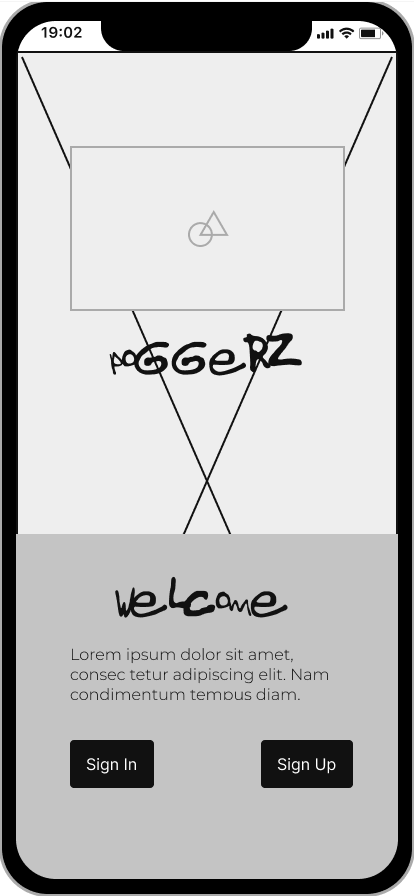 19:02
poGGeRZ
welcome
Lorem ipsum dolor sit amet,
consec tetur adipiscing elit. Nam
condimentum tempus diam.
Sign In
Sign Up